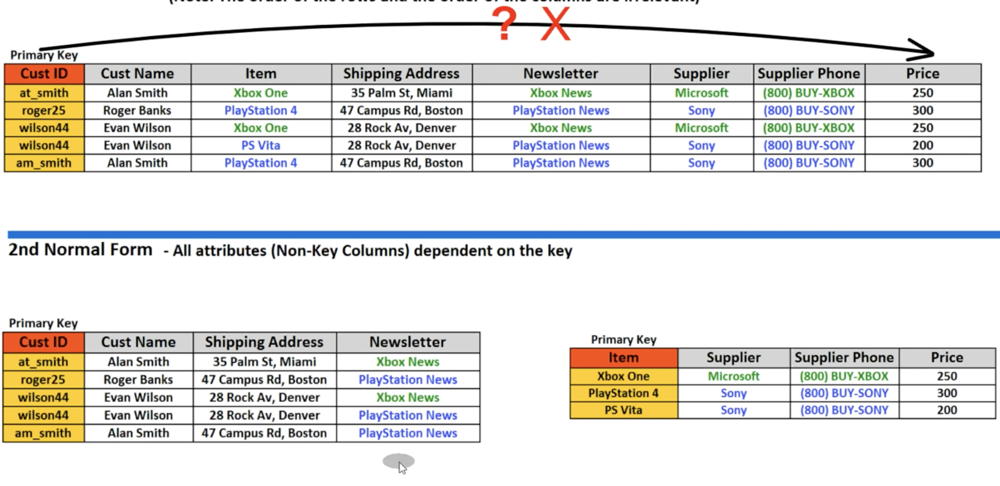 (Note: The order of the rows and the order of the columns are irrelevant)
? X
Primary Key
Cust ID Cust Name Item Shipping Address Newsletter Supplier Supplier Phone Price
at_smith Alan Smith Xbox One 35 Palm St, Miami Xbox News Microsoft (800) BUY-XBOX 250
roger25 Roger Banks PlayStation 4 47 Campus Rd, Boston PlayStation News Sony (800) BUY-SONY 300
wilson44 Evan Wilson Xbox One 28 Rock Av, Denver Xbox News Microsoft (800) BUY-XBOX 250
wilson44 Evan Wilson PS Vita 28 Rock Av, Denver PlayStation News Sony (800) BUY-SONY 200
am_smith Alan Smith PlayStation 4 47 Campus Rd, Boston PlayStation News Sony (800) BUY-SONY 300
2nd Normal Form - All attributes (Non-Key Columns) dependent on the key
Primary Key
Cust ID Cust Name Shipping Address Newsletter
at_smith Alan Smith 35 Palm St, Miami Xbox News
roger25 Roger Banks 47 Campus Rd, Boston PlayStation News
wilson44 Evan Wilson 28 Rock Av, Denver Xbox News
wilson44 Evan Wilson 28 Rock Av, Denver PlayStation News
am_smith Alan Smith 47 Campus Rd, Boston PlayStation News
Primary Key
Item Supplier Supplier Phone Price
Xbox One Microsoft (800) BUY-XBOX 250
PlayStation 4 Sony (800) BUY-SONY 300
PS Vita Sony (800) BUY-SONY 200